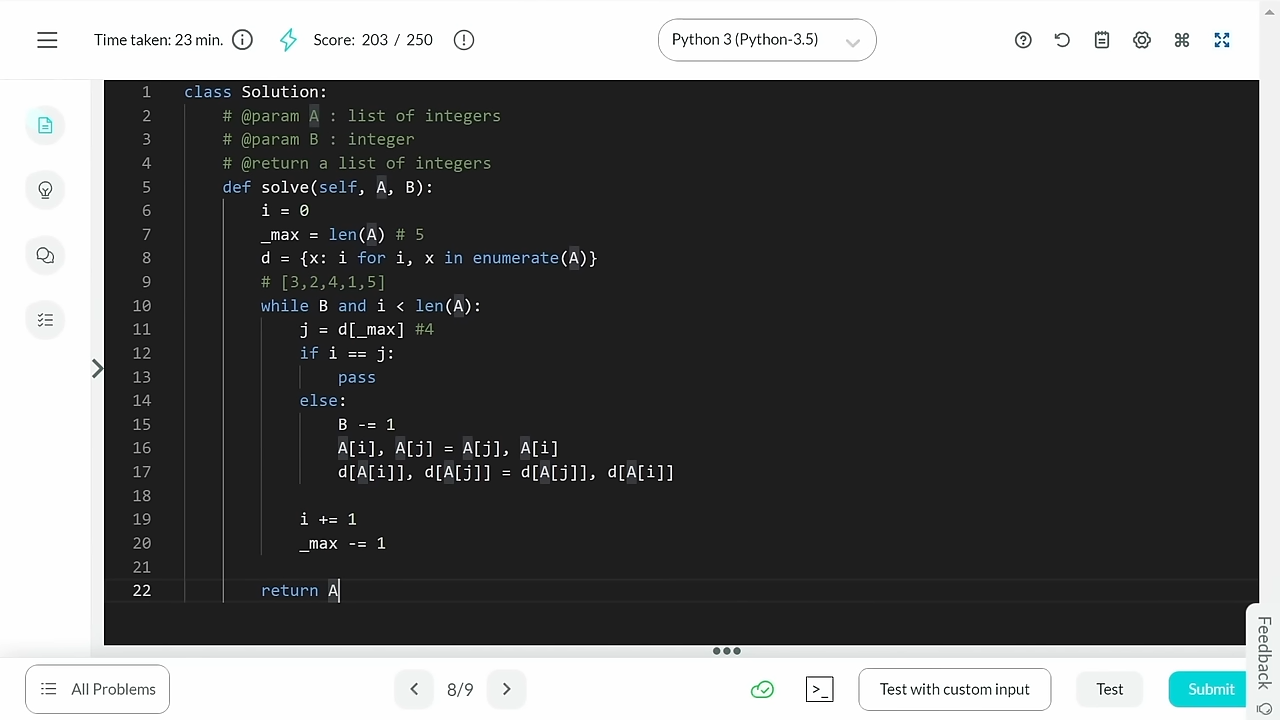 Time taken: 23 min. Score: 203 / 250 Python 3 (Python-3.5)
1 class Solution:
2 # @param A : list of integers
3 # @param B : integer
4 # @return a list of integers
5 def solve(self, A, B):
6 i = 0
7 _max = len(A) # 5
8 d = {x: i for i, x in enumerate(A)}
9 # [3,2,4,1,5]
10 while B and i < len(A):
11 j = d[_max] #4
12 if i == j:
13 pass
14 else:
15 B -= 1
16 A[i], A[j] = A[j], A[i]
17 d[A[i]], d[A[j]] = d[A[j]], d[A[i]]
18
19 i += 1
20 _max -= 1
21
22 return A
Feedback
All Problems 8/9 >_ Test with custom input Test Submit